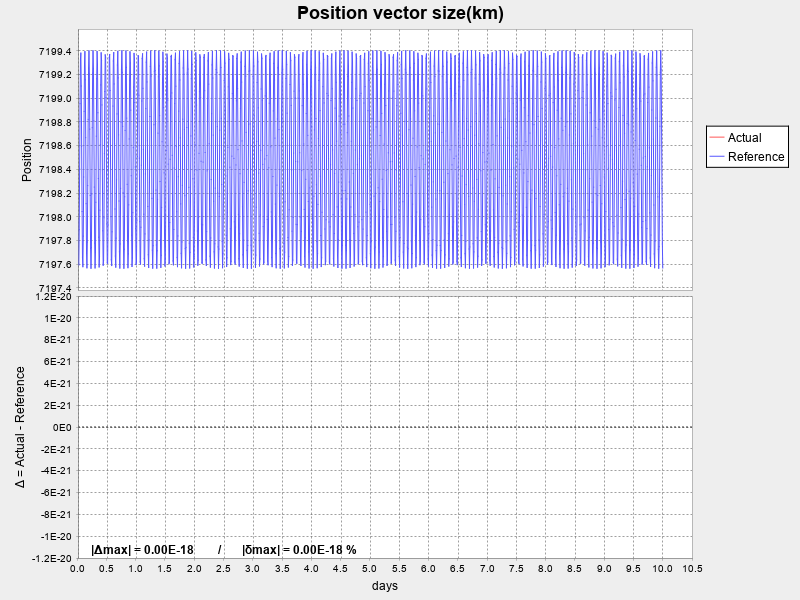 Position vector size(km)
7199.4
7199.2
7199.0
7198.8
7198.6
7198.4
7198.2
7198.0
7197.8
7197.6
7197.4
Position
Actual
Reference
1.2E-20
1E-20
8E-21
6E-21
4E-21
2E-21
0E0
-2E-21
-4E-21
-6E-21
-8E-21
-1E-20
-1.2E-20
Δ = Actual - Reference
|Δmax| = 0.00E-18 / |δmax| = 0.00E-18 %
0.0 0.5 1.0 1.5 2.0 2.5 3.0 3.5 4.0 4.5 5.0 5.5 6.0 6.5 7.0 7.5 8.0 8.5 9.0 9.5 10.0 10.5
days